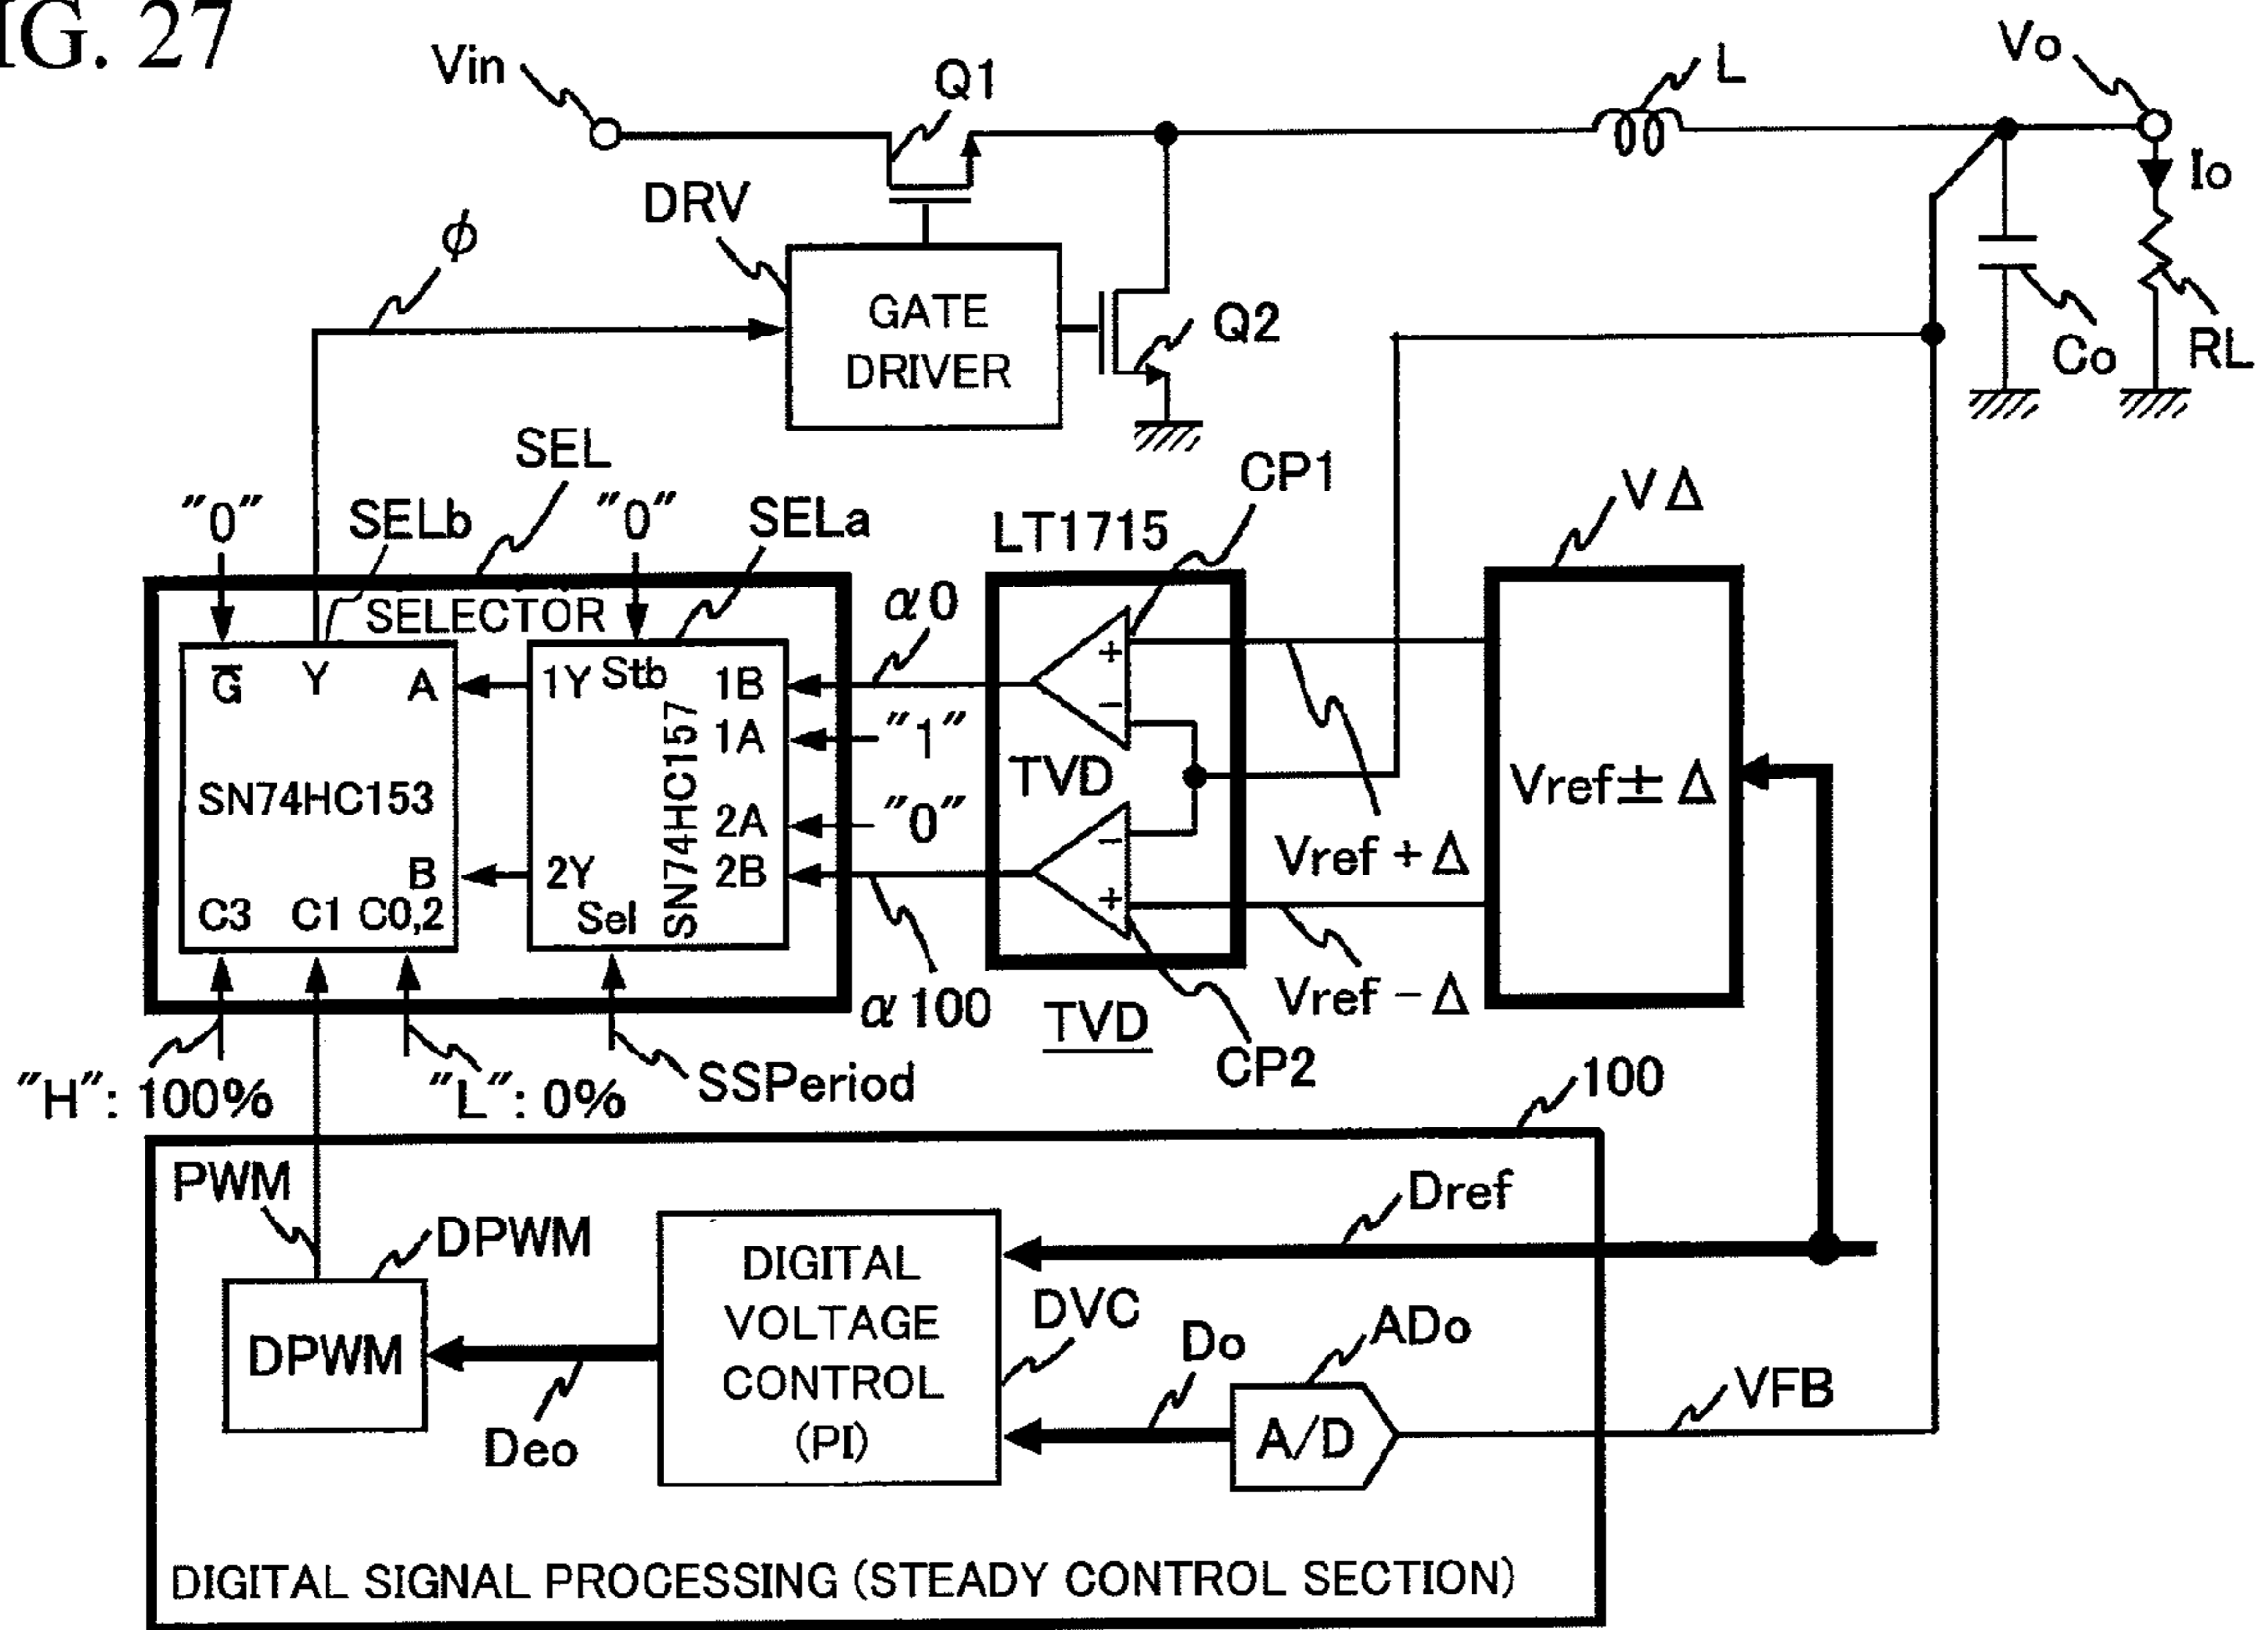 IG. 27
Vin
Q1
L
Vo
Io
DRV
φ
GATE
DRIVER
Q2
Co
RL
SEL
CP1
"0"
SELb
"0"
SELa
LT1715
VΔ
SELECTOR
α0
G̅
Y
A
1Y
Stb
1B
+
"1"
1A
−
SN74HC153
SN74HC157
TVD
Vref± Δ
2A
"0"
−
Vref + Δ
B
2Y
2B
+
C3
C1
C0,2
Sel
Vref − Δ
α100
TVD
CP2
"H": 100%
"L": 0%
SSPeriod
100
PWM
Dref
DPWM
DIGITAL
VOLTAGE
CONTROL
(PI)
DVC
ADo
Do
DPWM
VFB
Deo
A/D
DIGITAL SIGNAL PROCESSING (STEADY CONTROL SECTION)